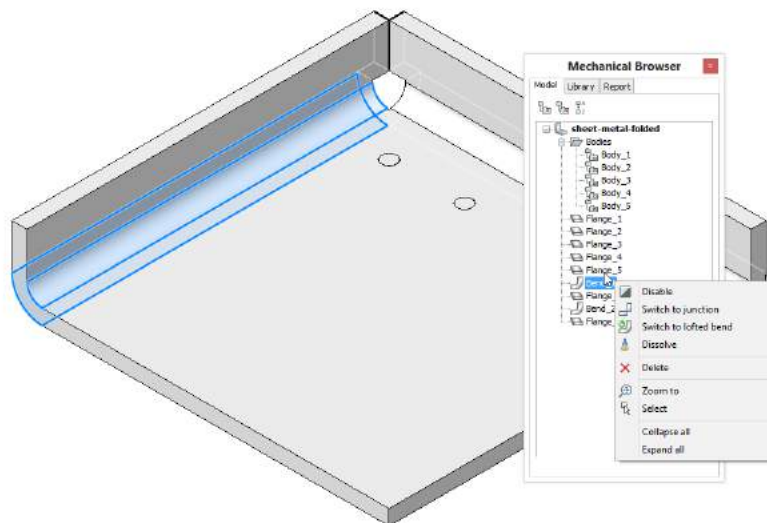 Mechanical Browser
Model Library Report
sheet-metal-folded
Bodies
Body_1
Body_2
Body_3
Body_4
Body_5
Flange_1
Flange_2
Flange_3
Flange_4
Flange_5
Flange
Bend_2
Flange_
Disable
Switch to junction
Switch to lofted bend
Dissolve
Delete
Zoom to
Select
Collapse all
Expand all